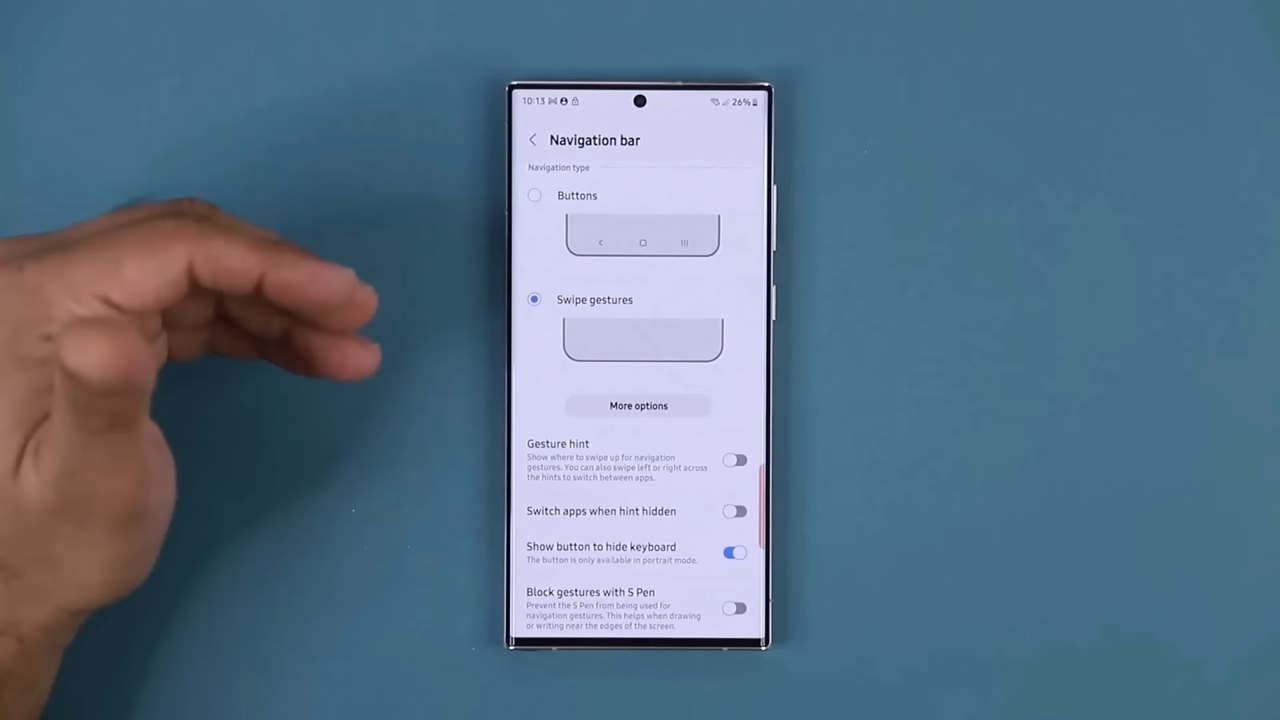 10:13
26%
Navigation bar
Navigation type
Buttons
Swipe gestures
More options
Gesture hint
Show where to swipe up for navigation
gestures. You can also swipe left or right across
the hints to switch between apps.
Switch apps when hint hidden
Show button to hide keyboard
The button is only available in portrait mode.
Block gestures with S Pen
Prevent the S Pen from being used for
navigation gestures. This helps when drawing
or writing near the edges of the screen.